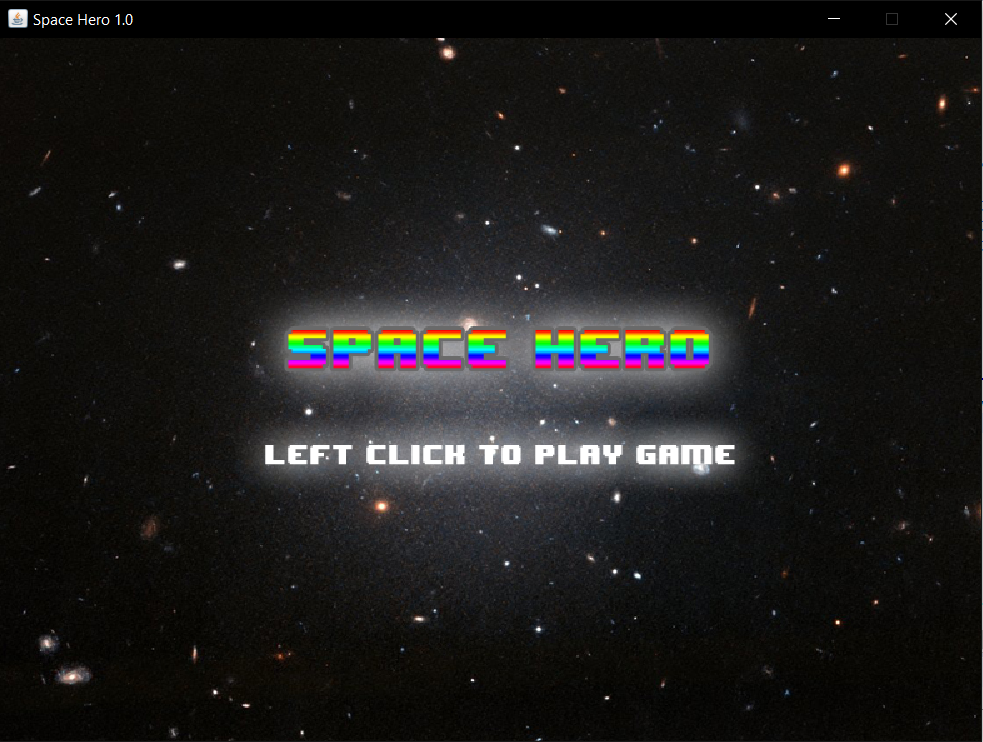 Space Hero 1.0
SPACE HERO
LEFT CLICK TO PLAY GAME